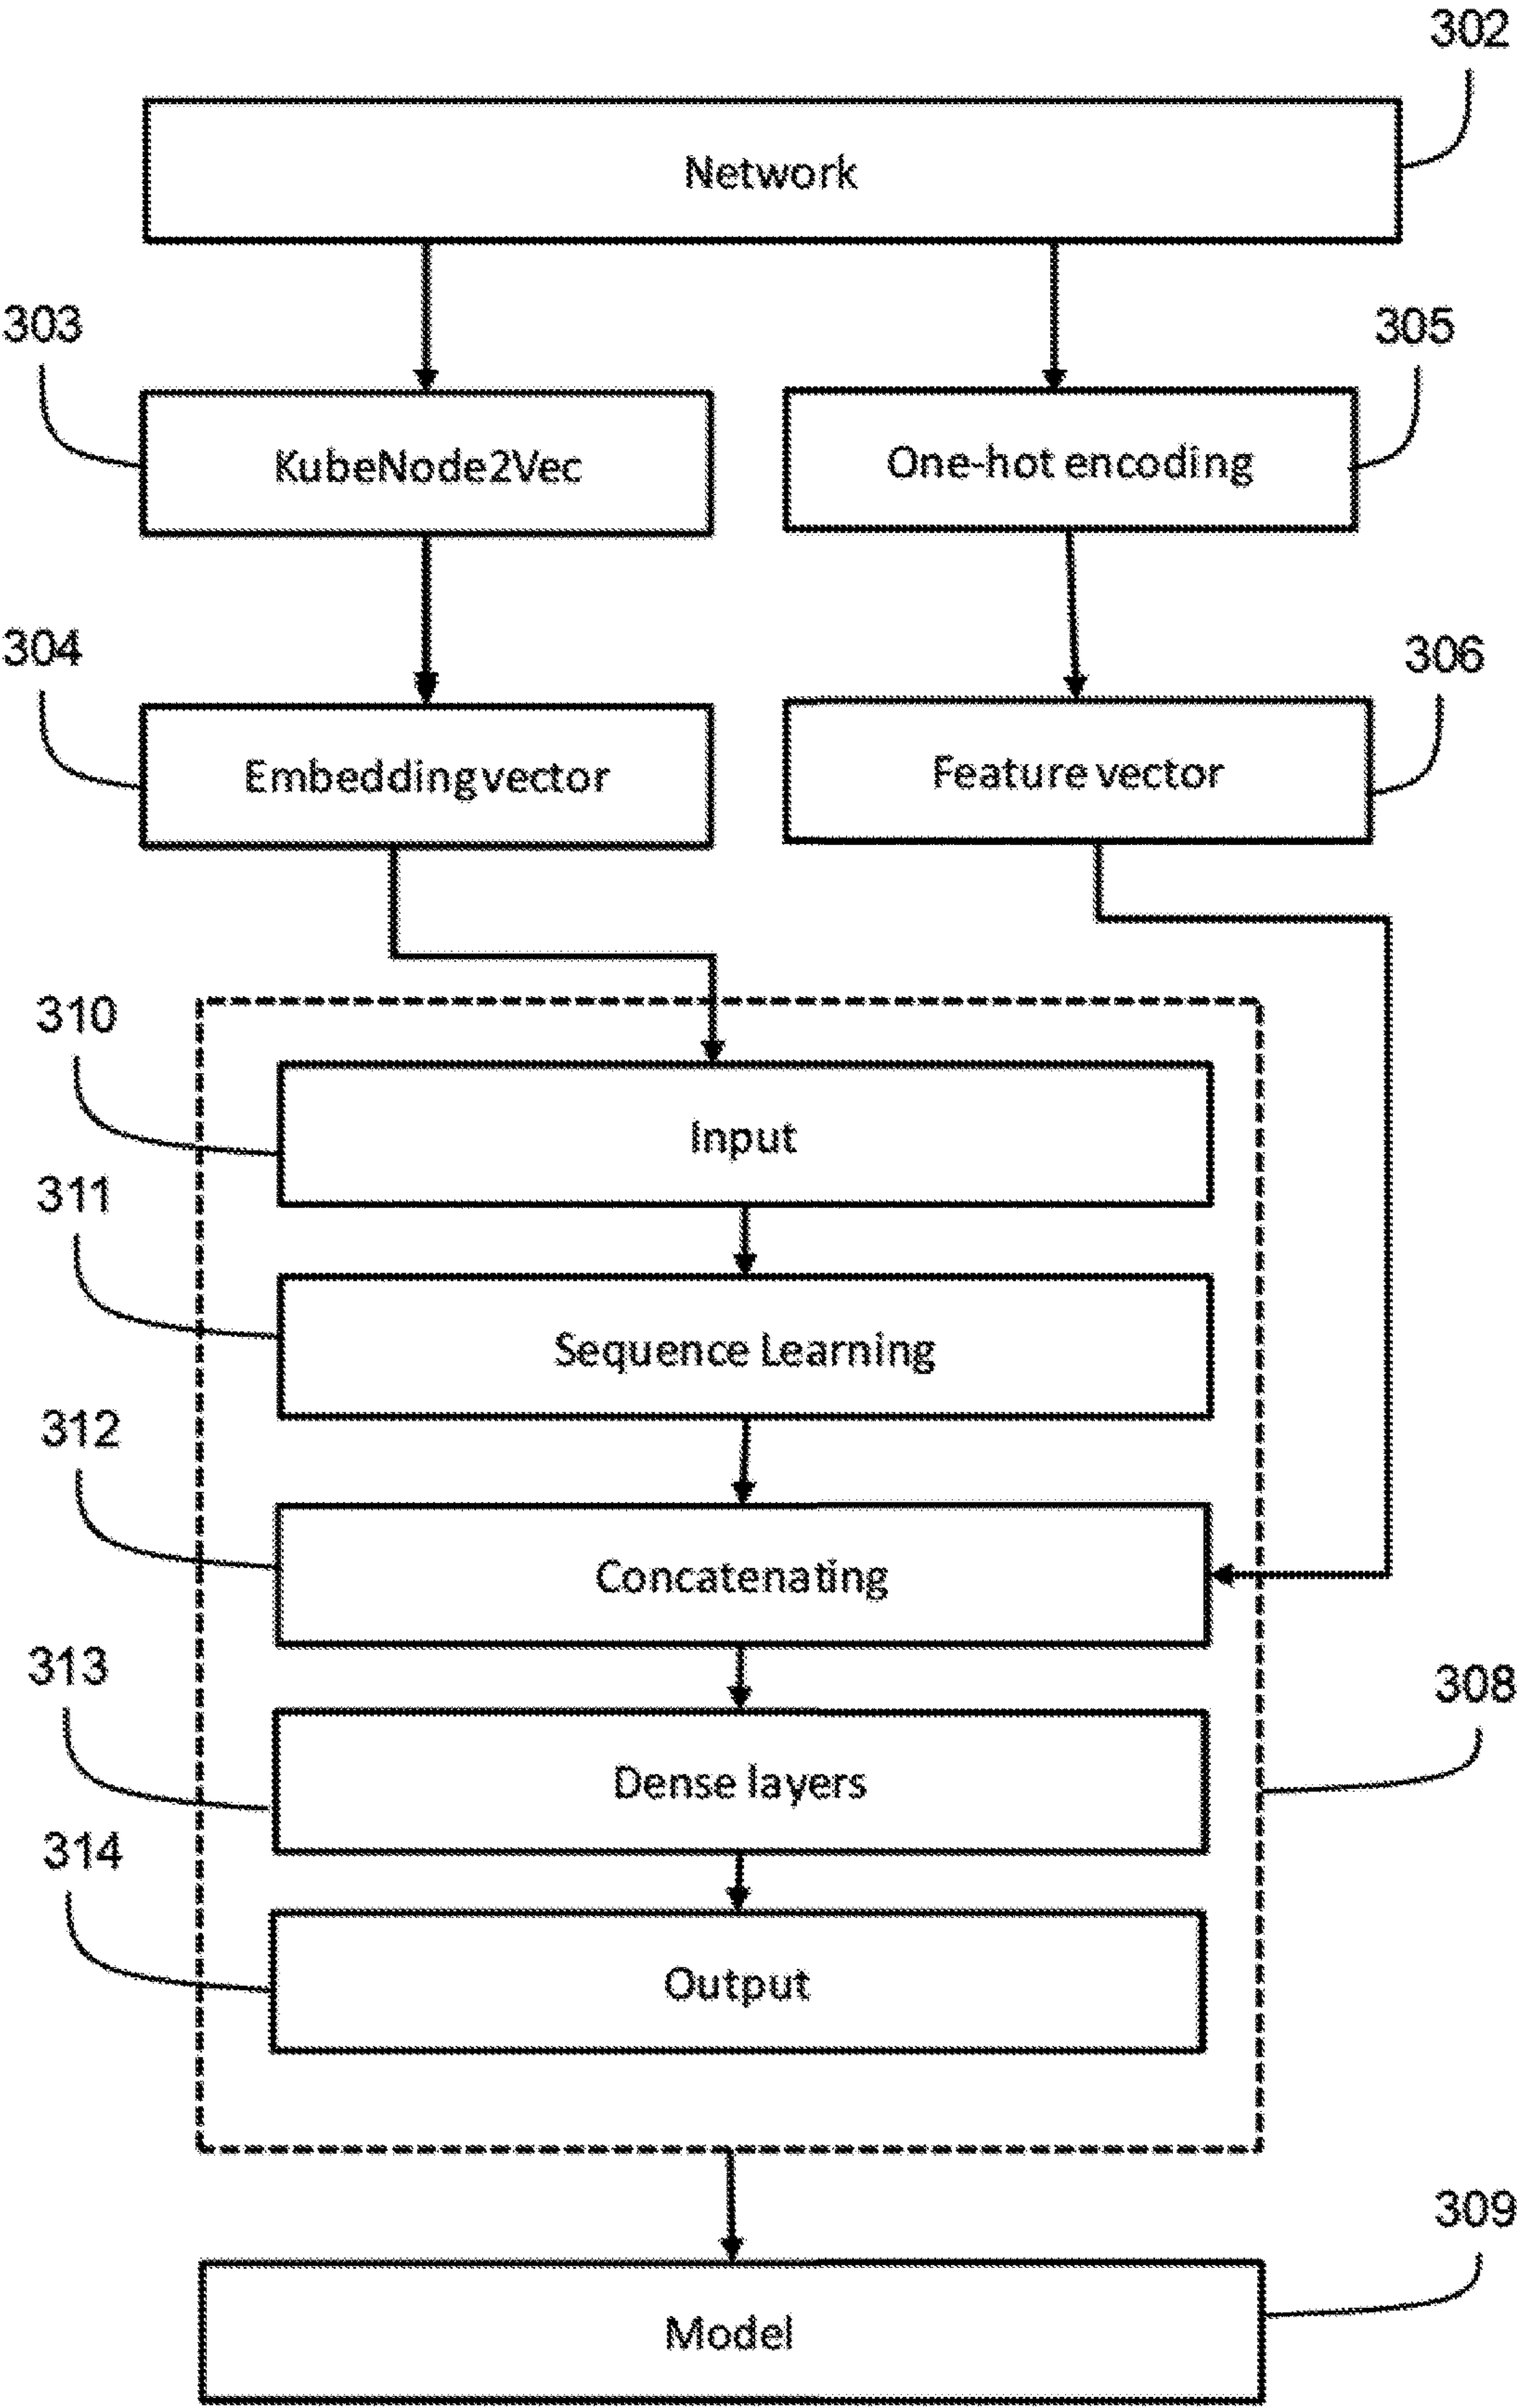 302
Network
303
305
KubeNode2Vec
One-hot encoding
304
306
Embedding vector
Feature vector
310
Input
311
Sequence Learning
312
Concatenating
313
308
Dense layers
314
Output
309
Model